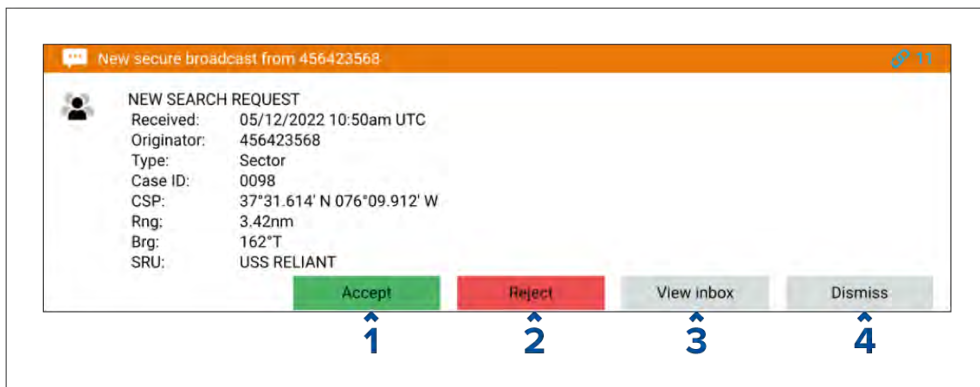 New secure broadcast from 456423568 11
NEW SEARCH REQUEST
Received: 05/12/2022 10:50am UTC
Originator: 456423568
Type: Sector
Case ID: 0098
CSP: 37°31.614' N 076°09.912' W
Rng: 3.42nm
Brg: 162°T
SRU: USS RELIANT
Accept Reject View inbox Dismiss
1 2 3 4